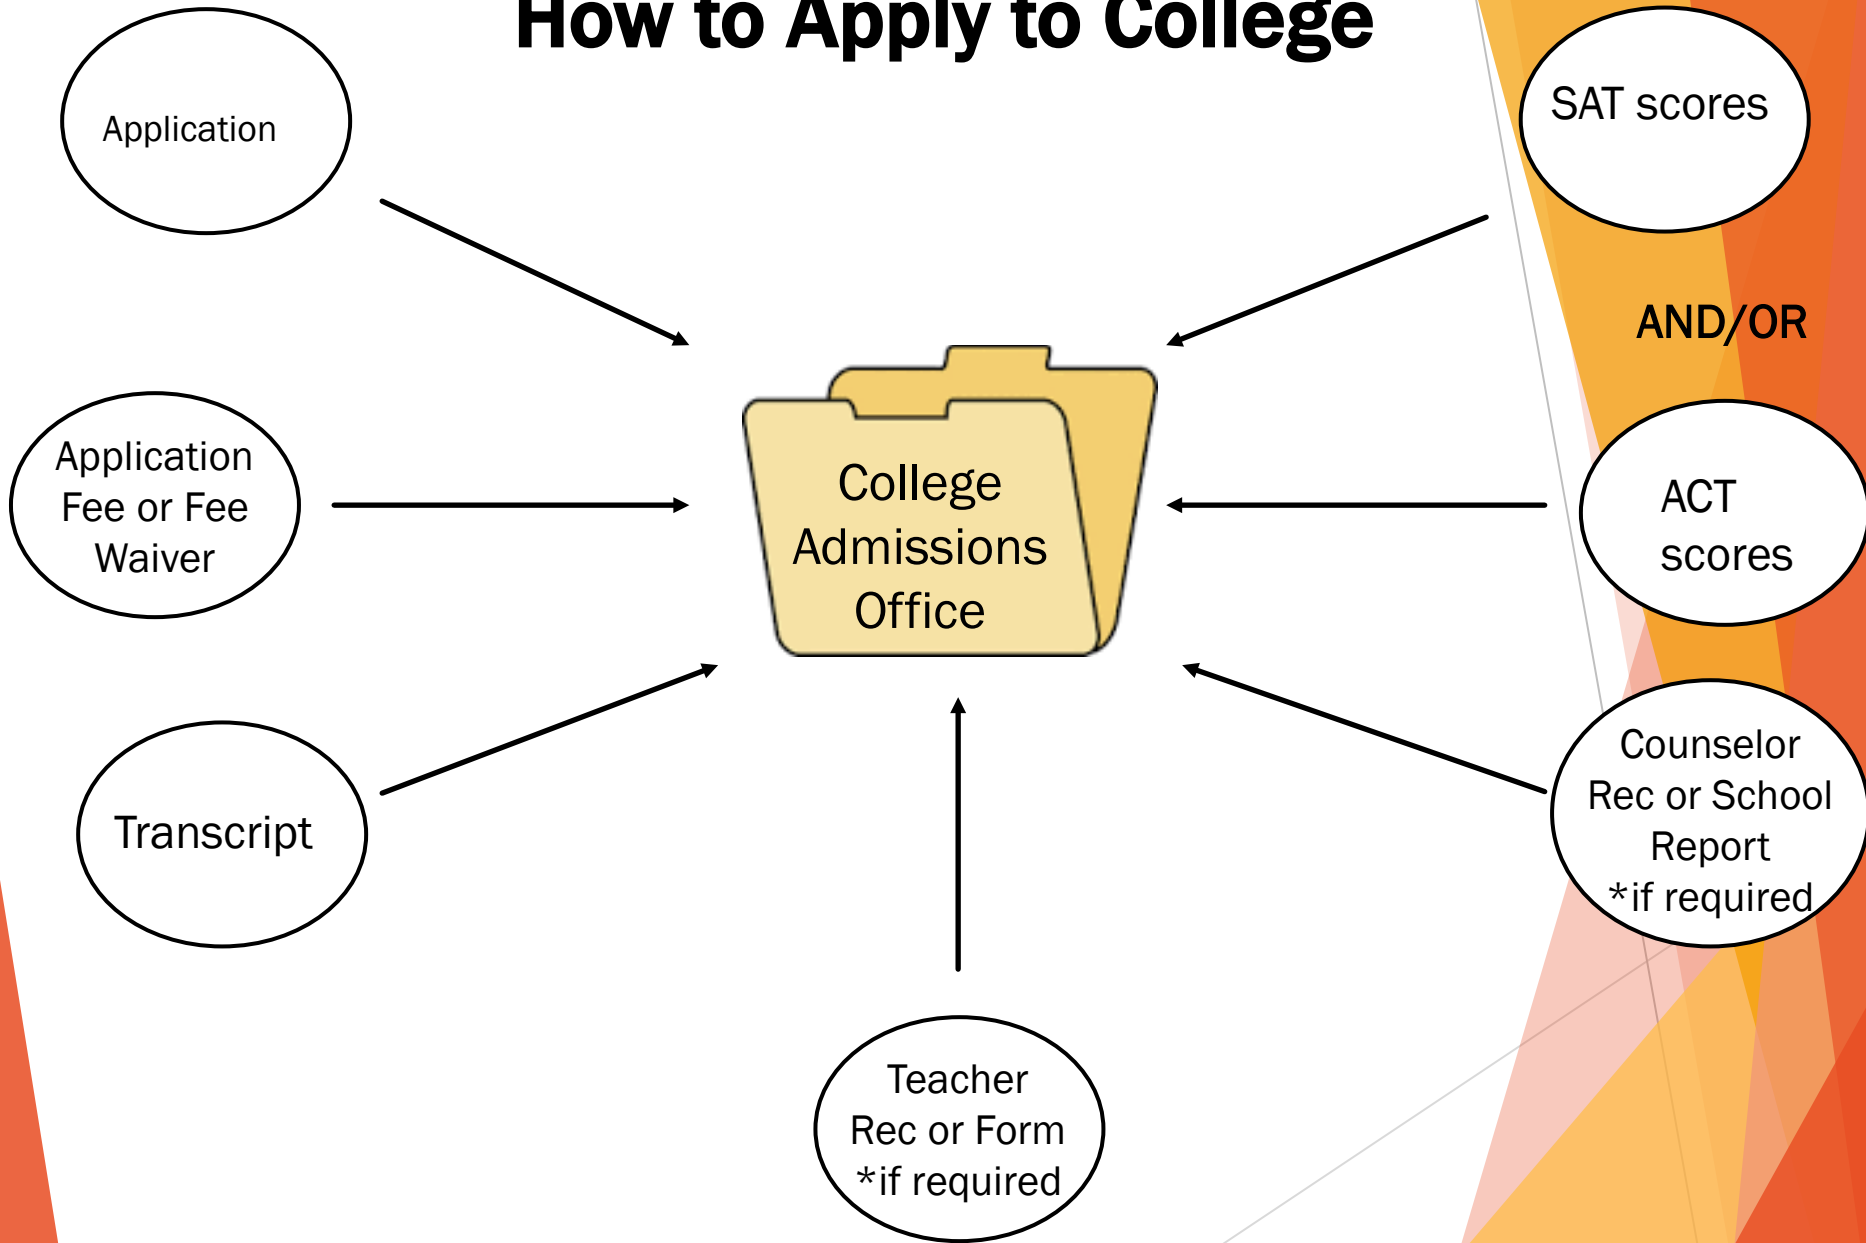 How to Apply to College
Application
SAT scores
AND/OR
Application
Fee or Fee
Waiver
College
Admissions
Office
ACT
scores
Transcript
Counselor
Rec or School
Report
*if required
Teacher
Rec or Form
*if required